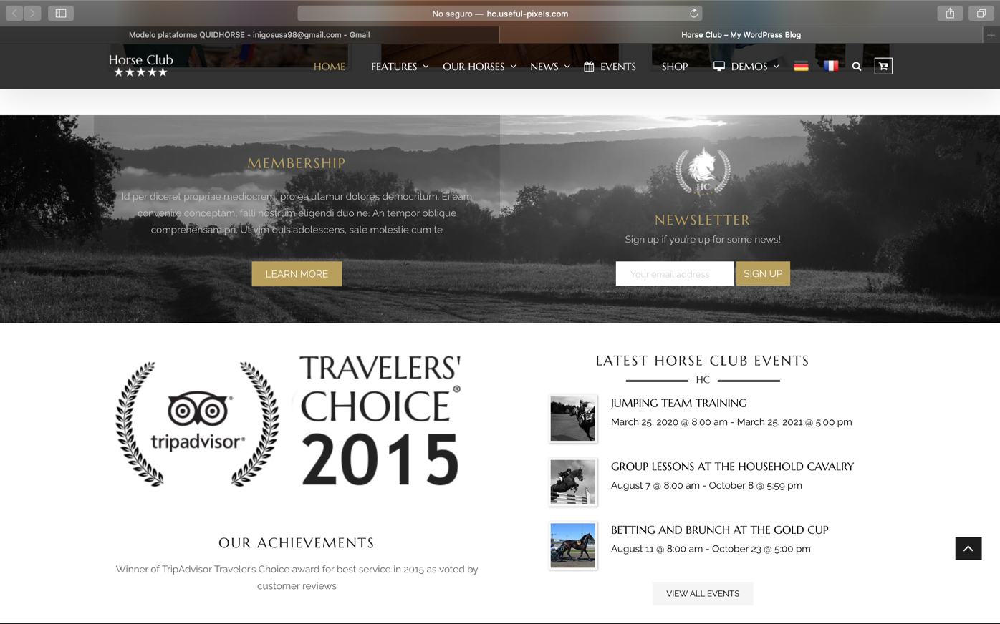 No seguro — hc.useful-pixels.com
Modelo plataforma QUIDHORSE - inigosusa98@gmail.com - Gmail
Horse Club – My WordPress Blog
Horse Club
HOME
FEATURES
OUR HORSES
NEWS
EVENTS
SHOP
DEMOS
MEMBERSHIP
Id per diceret propriae mediocrem, pro ea utamur dolores democritum. Ei eam
convenire conceptam, falli nostrum eligendi duo ne. An tempor oblique
comprehensam pri. Ut vim quis adolescens, sale molestie cum te
LEARN MORE
HC
NEWSLETTER
Sign up if you're up for some news!
Your email address
SIGN UP
tripadvisor®
TRAVELERS'
CHOICE®
2015
OUR ACHIEVEMENTS
Winner of TripAdvisor Traveler's Choice award for best service in 2015 as voted by
customer reviews
LATEST HORSE CLUB EVENTS
HC
JUMPING TEAM TRAINING
March 25, 2020 @ 8:00 am - March 25, 2021 @ 5:00 pm
GROUP LESSONS AT THE HOUSEHOLD CAVALRY
August 7 @ 8:00 am - October 8 @ 5:59 pm
BETTING AND BRUNCH AT THE GOLD CUP
August 11 @ 8:00 am - October 23 @ 5:00 pm
VIEW ALL EVENTS